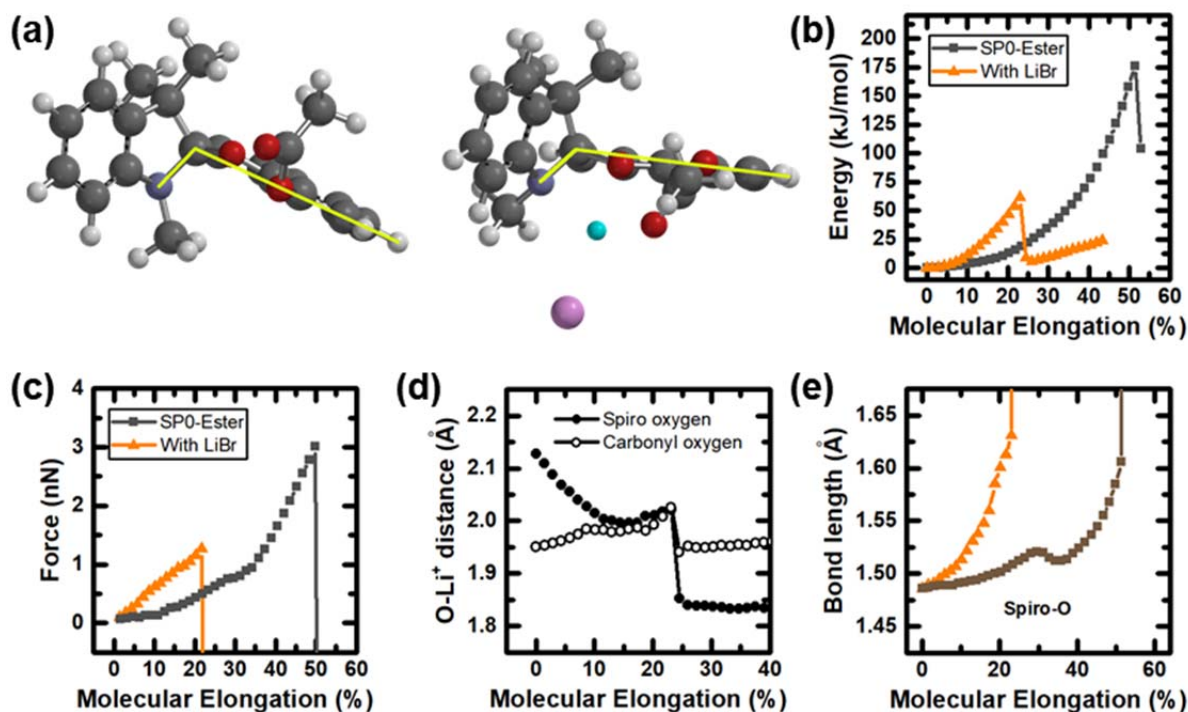 (a)
(b)
SP0-Ester
With LiBr
Energy (kJ/mol)
200
175
150
125
100
75
50
25
0
0 10 20 30 40 50 60
Molecular Elongation (%)
(c)
SP0-Ester
With LiBr
Force (nN)
4
3
2
1
0
0 10 20 30 40 50 60
Molecular Elongation (%)
(d)
Spiro oxygen
Carbonyl oxygen
O-Li⁺ distance (Å)
2.2
2.1
2.0
1.9
1.8
0 10 20 30 40
Molecular Elongation (%)
(e)
Bond length (Å)
1.65
1.60
1.55
1.50
1.45
Spiro-O
0 20 40 60
Molecular Elongation (%)